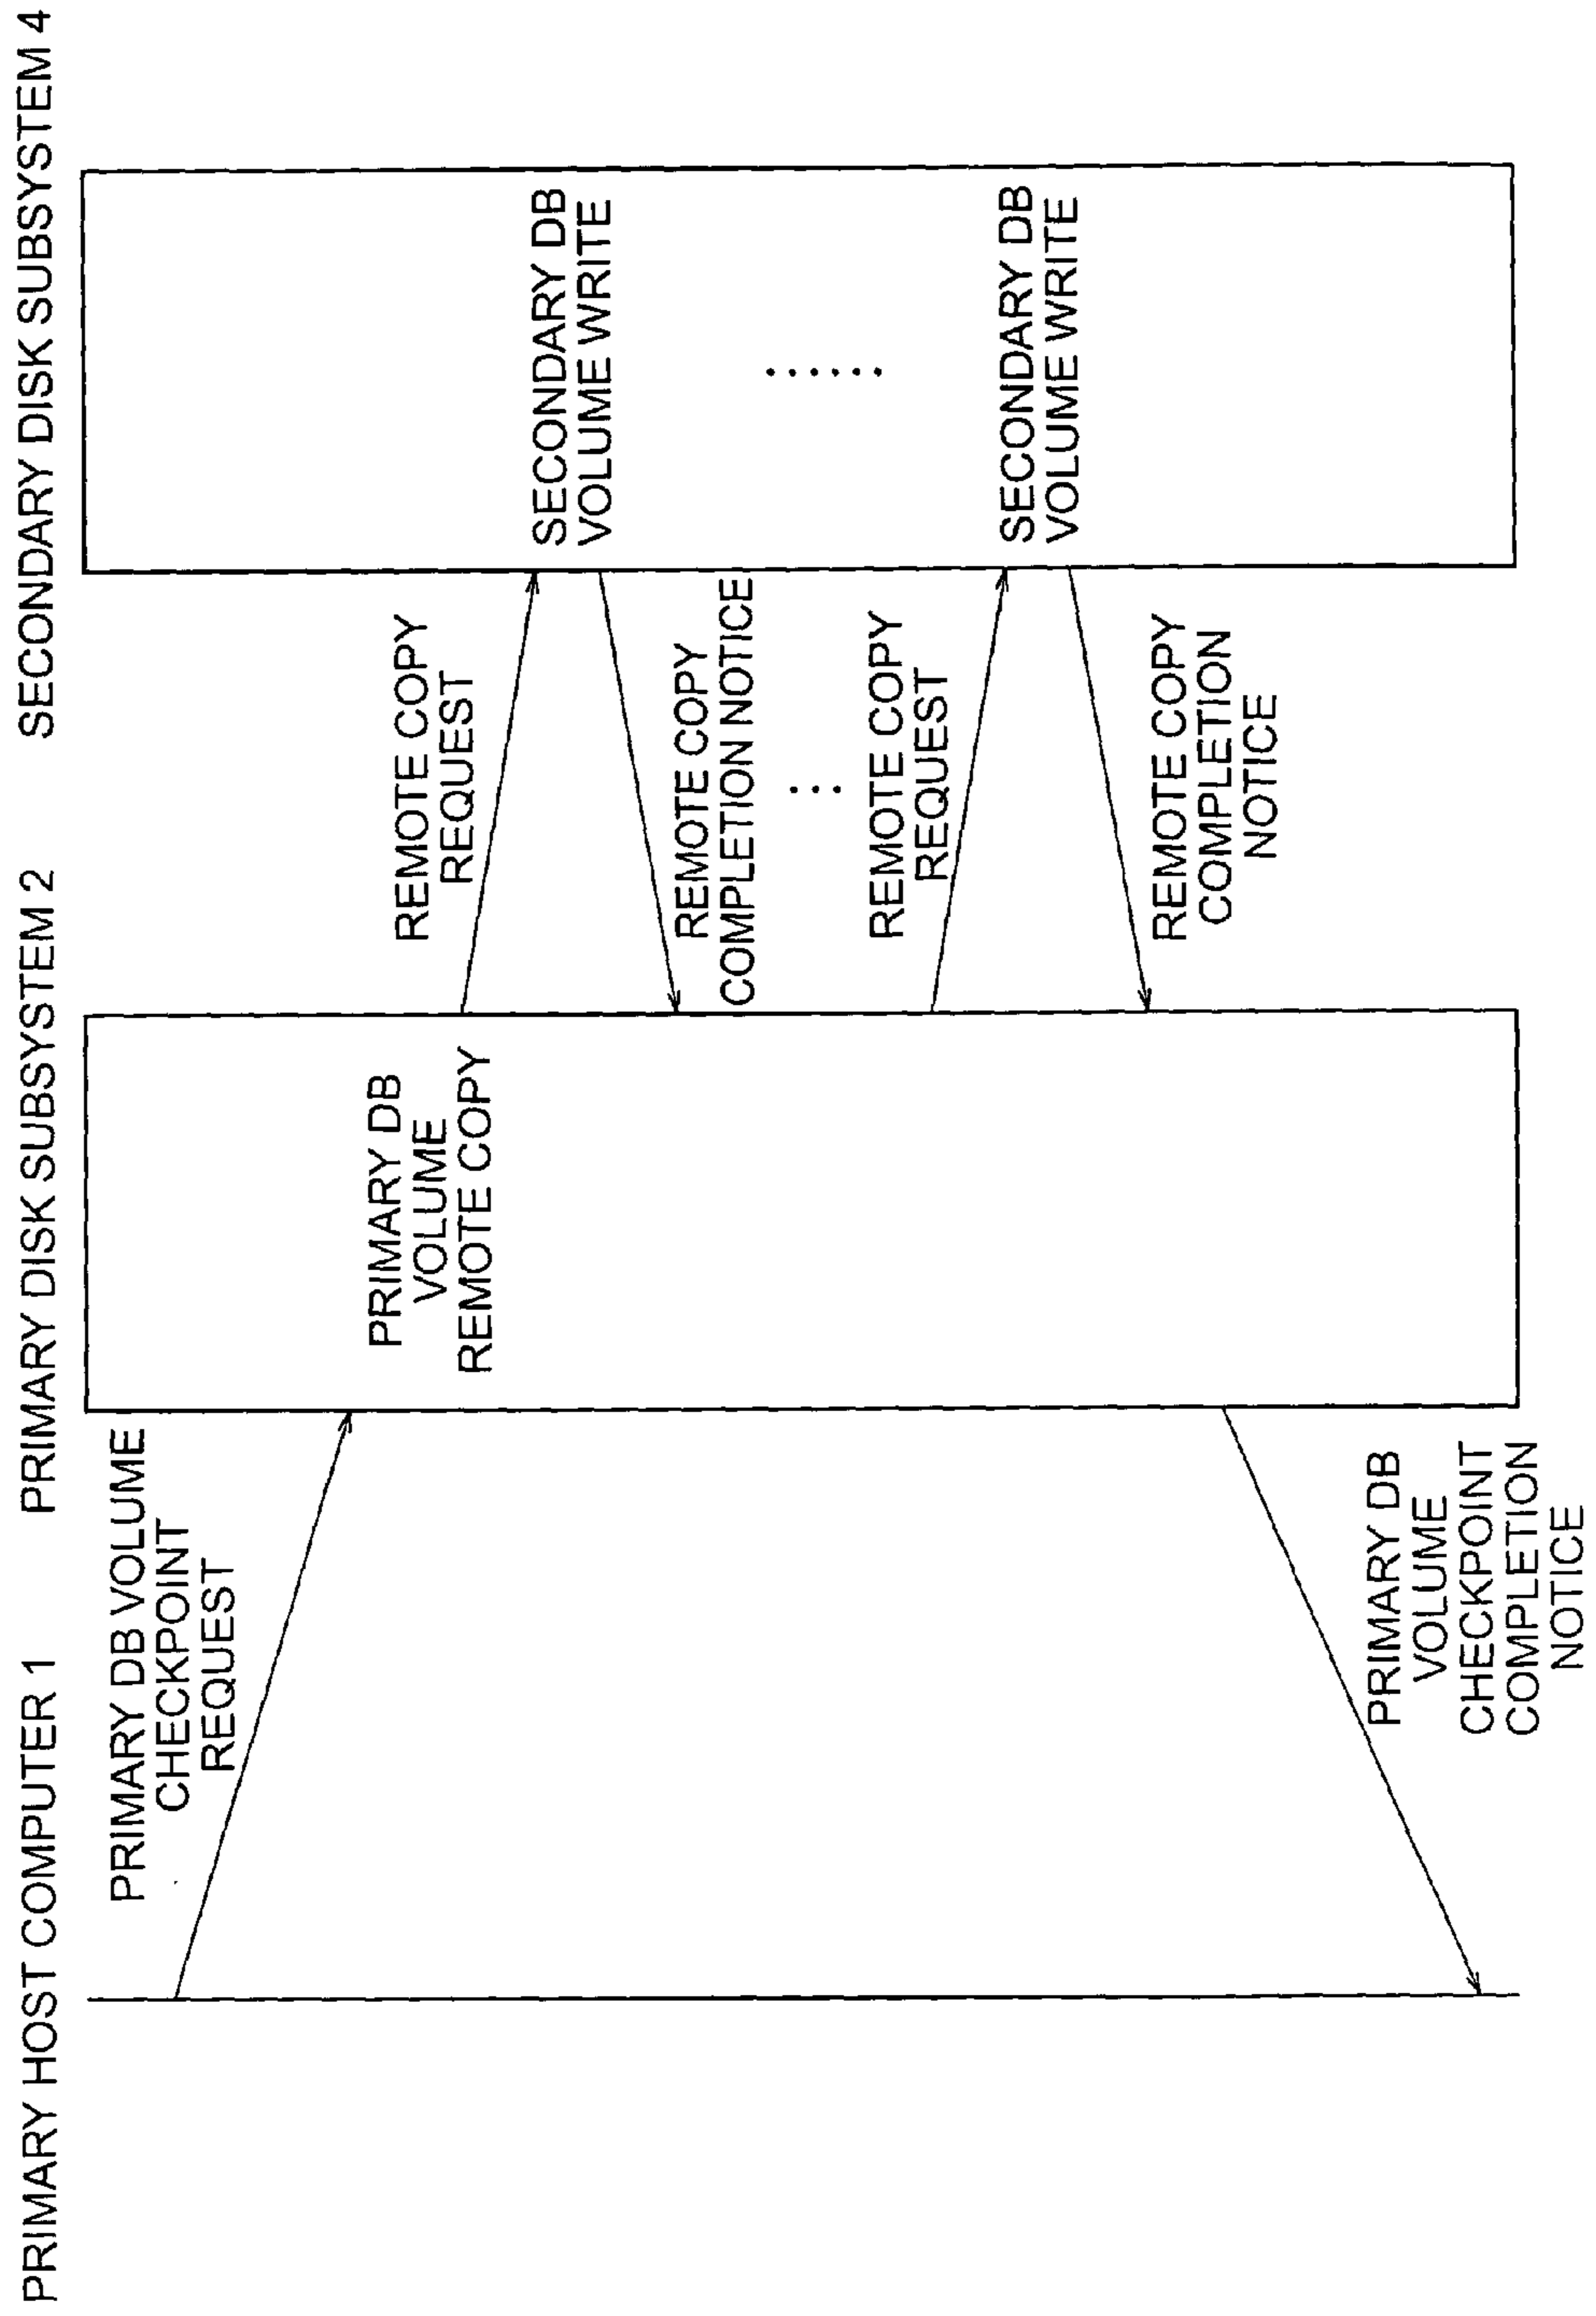 PRIMARY HOST COMPUTER 1
PRIMARY DISK SUBSYSTEM 2
SECONDARY DISK SUBSYSTEM 4
PRIMARY DB VOLUME
CHECKPOINT
REQUEST
PRIMARY DB
VOLUME
REMOTE COPY
REMOTE COPY
REQUEST
SECONDARY DB
VOLUME WRITE
REMOTE COPY
COMPLETION NOTICE
...
......
REMOTE COPY
REQUEST
SECONDARY DB
VOLUME WRITE
REMOTE COPY
COMPLETION
NOTICE
PRIMARY DB
VOLUME
CHECKPOINT
COMPLETION
NOTICE